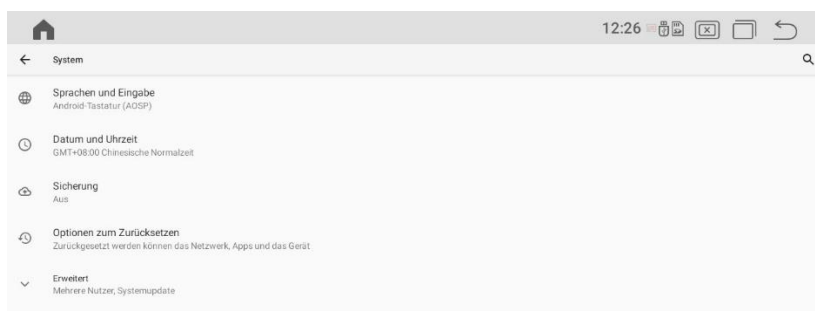 12:26
System
Sprachen und Eingabe
Android-Tastatur (AOSP)
Datum und Uhrzeit
GMT+08:00 Chinesische Normalzeit
Sicherung
Aus
Optionen zum Zurücksetzen
Zurückgesetzt werden können das Netzwerk, Apps und das Gerät
Erweitert
Mehrere Nutzer, Systemupdate